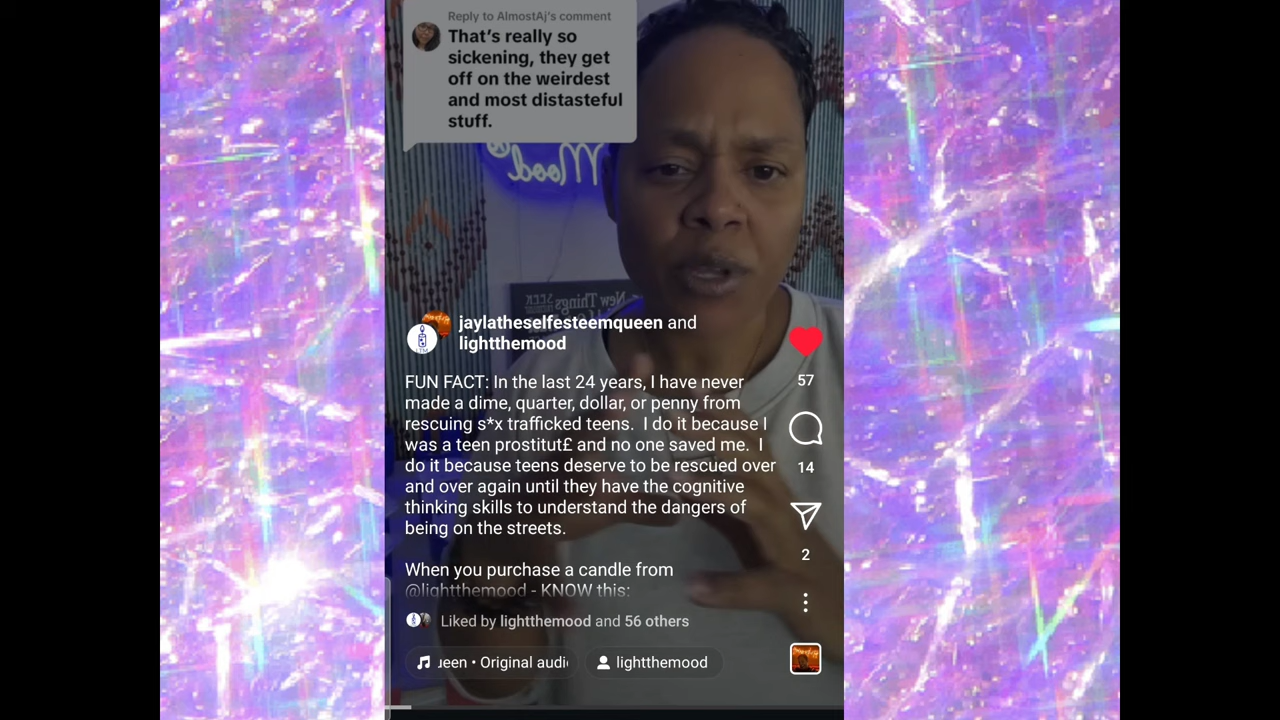 Reply to AlmostAj's comment
That's really so
sickening, they get
off on the weirdest
and most distasteful
stuff.
Mood
New Things
SEEK
jaylatheselfesteemqueen and
lightthemood
FUN FACT: In the last 24 years, I have never
made a dime, quarter, dollar, or penny from
rescuing s*x trafficked teens.  I do it because I
was a teen prostitut£ and no one saved me.  I
do it because teens deserve to be rescued over
and over again until they have the cognitive
thinking skills to understand the dangers of
being on the streets.
When you purchase a candle from
@lightthemood - KNOW this:
57
14
2
Liked by lightthemood and 56 others
ueen • Original audi
lightthemood